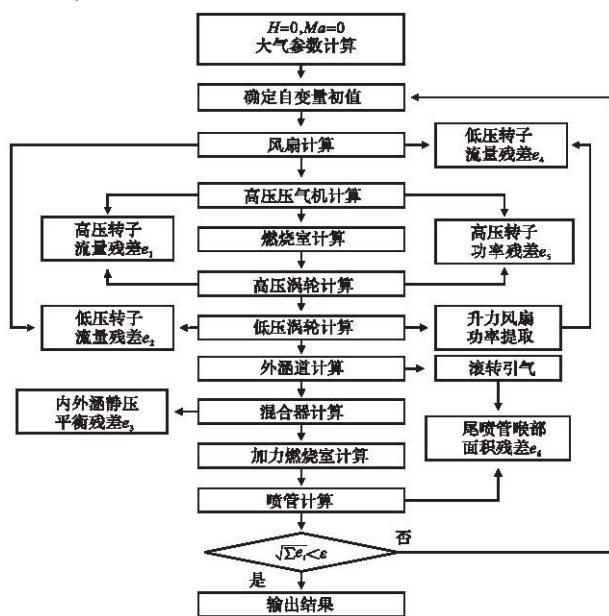 H=0,Ma=0
大气参数计算
确定自变量初值
风扇计算
低压转子
流量残差e₄
高压压气机计算
高压转子
流量残差e₁
燃烧室计算
高压转子
功率残差e₅
高压涡轮计算
低压转子
流量残差e₂
低压涡轮计算
升力风扇
功率提取
外涵道计算
滚转引气
内外涵静压
平衡残差e₃
混合器计算
尾喷管喉部
面积残差e₆
加力燃烧室计算
喷管计算
否
√Σeᵢ<ε
是
输出结果